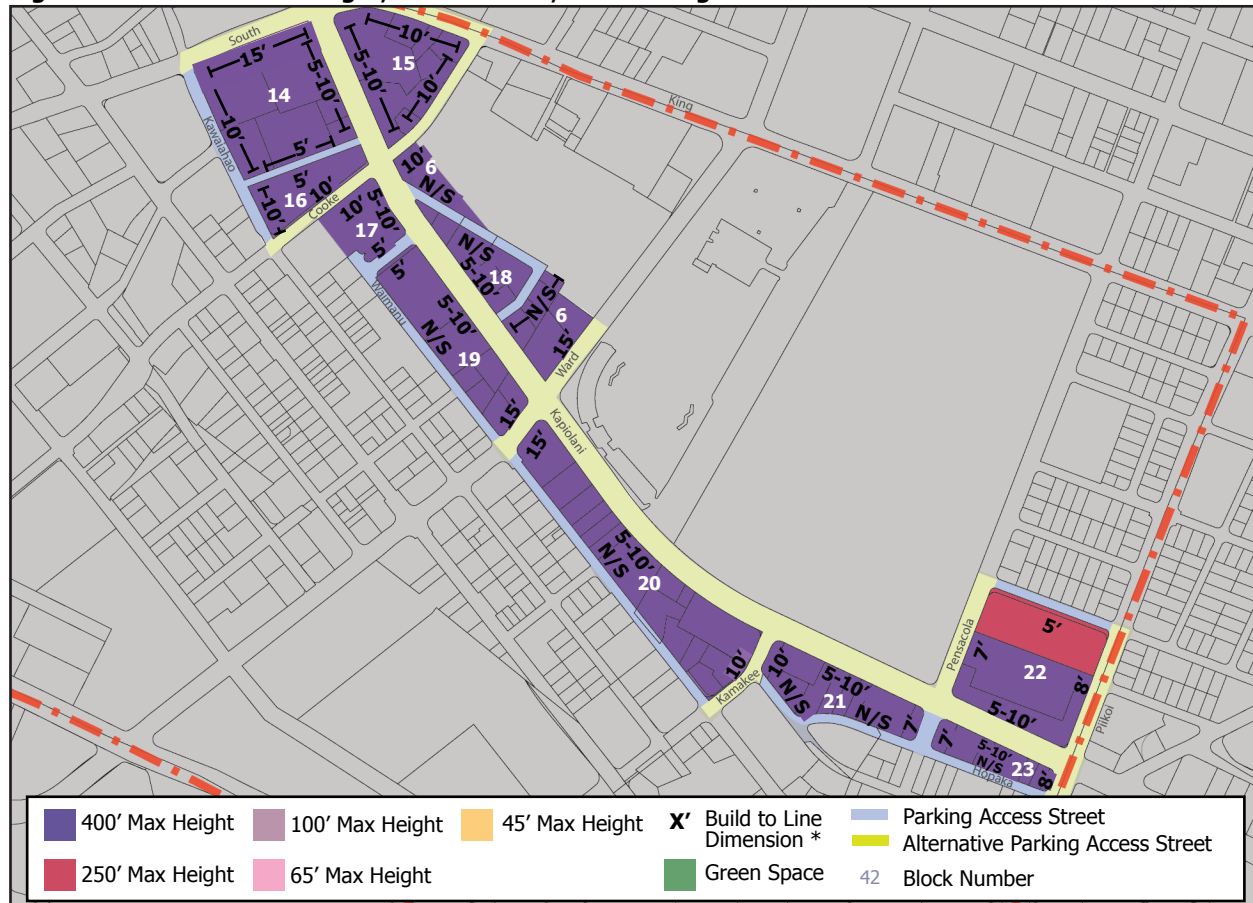 South
15'
5-10'
14
10'
5'
Kawaiahao
10'
15
5-10'
10'
King
5'
16
10'
10'
Cooke
10'
6
N/S
5-10'
10'
17
5'
N/S
18
5-10'
N/S
6
15'
Ward
5'
5-10'
N/S
19
15'
Waimanu
Kapiolani
15'
5-10'
N/S
20
10'
Kamakee
10'
5-10'
N/S
21
N/S
7'
Pensacola
5'
7'
22
8'
5-10'
Piikoi
7'
5-10'
N/S
23
8'
Hopaka
400' Max Height
100' Max Height
45' Max Height
X' Build to Line
Dimension *
Parking Access Street
Alternative Parking Access Street
250' Max Height
65' Max Height
Green Space
42 Block Number